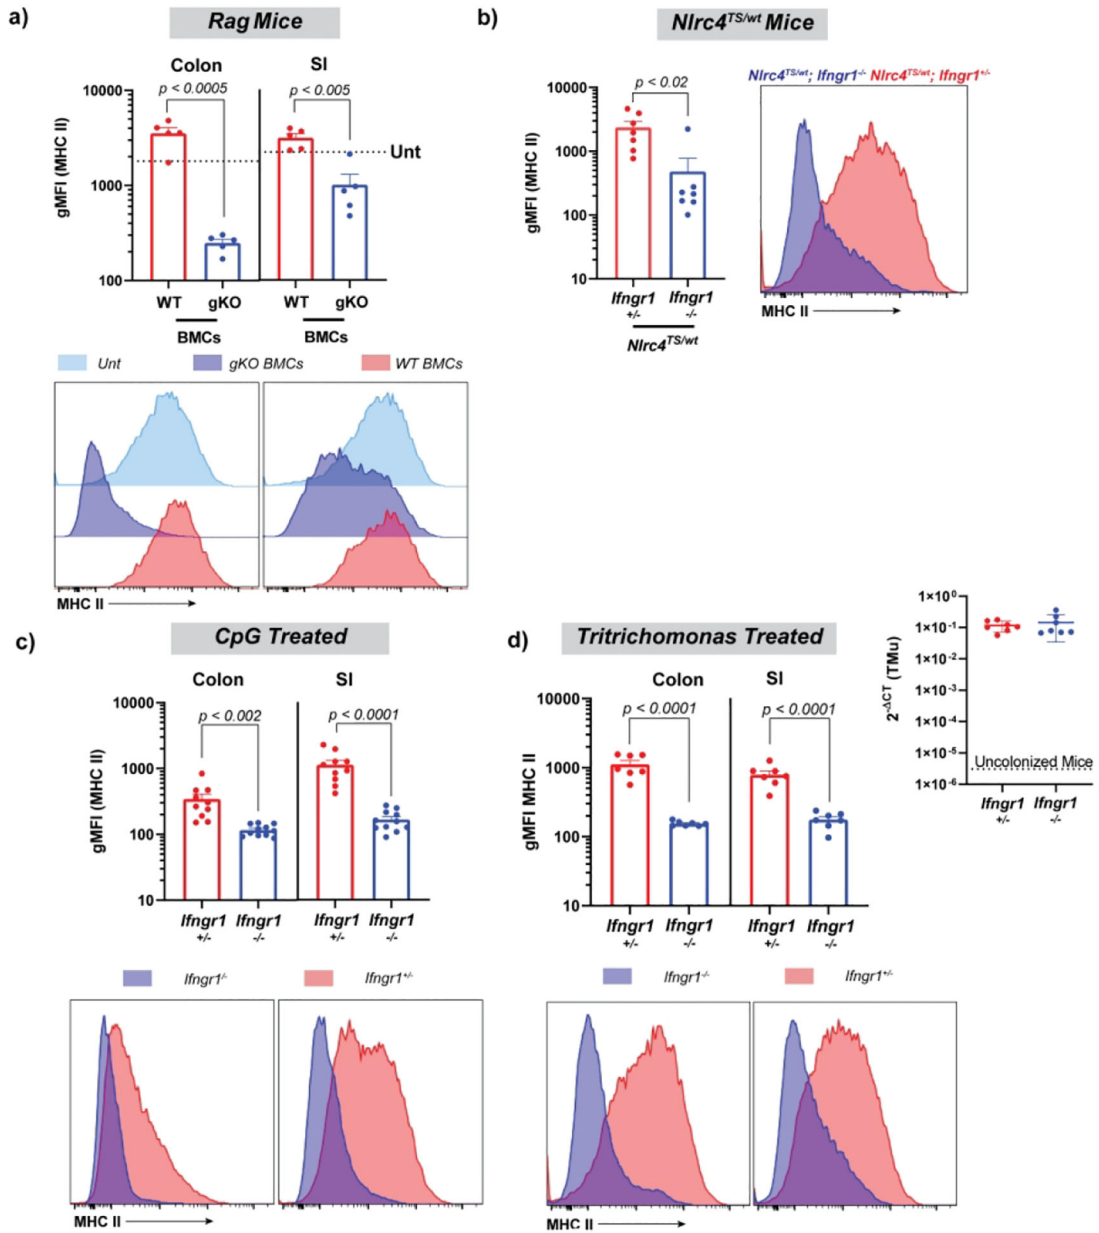 a)
Rag Mice
Colon
SI
p < 0.0005
p < 0.005
10000
1000
100
gMFI (MHC II)
Unt
WT
gKO
WT
gKO
BMCs
BMCs
Unt
gKO BMCs
WT BMCs
MHC II
b)
Nlrc4TS/wt Mice
p < 0.02
10000
1000
100
10
gMFI (MHC II)
Ifngr1
+/-
Ifngr1
-/-
Nlrc4TS/wt
Nlrc4TS/wt; Ifngr1-/- Nlrc4TS/wt; Ifngr1+/-
MHC II
c)
CpG Treated
Colon
SI
p < 0.002
p < 0.0001
10000
1000
100
10
gMFI (MHC II)
Ifngr1
+/-
Ifngr1
-/-
Ifngr1
+/-
Ifngr1
-/-
Ifngr1-/-
Ifngr1+/-
MHC II
d)
Tritrichomonas Treated
Colon
SI
p < 0.0001
p < 0.0001
10000
1000
100
10
gMFI MHC II
Ifngr1
+/-
Ifngr1
-/-
Ifngr1
+/-
Ifngr1
-/-
1×10⁰
1×10⁻¹
1×10⁻²
1×10⁻³
1×10⁻⁴
1×10⁻⁵
1×10⁻⁶
2-ΔCT (TMu)
Uncolonized Mice
Ifngr1
+/-
Ifngr1
-/-
Ifngr1-/-
Ifngr1+/-
MHC II